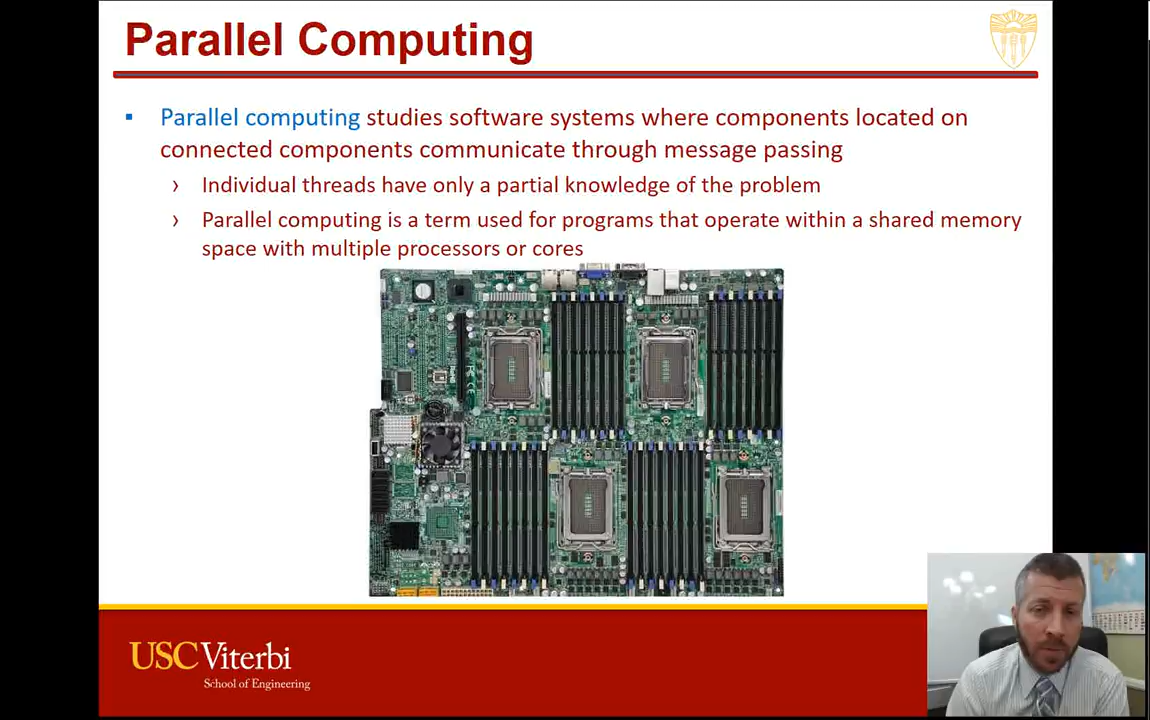 Parallel Computing
Parallel computing studies software systems where components located on
connected components communicate through message passing
Individual threads have only a partial knowledge of the problem
Parallel computing is a term used for programs that operate within a shared memory
space with multiple processors or cores
USC Viterbi
School of Engineering